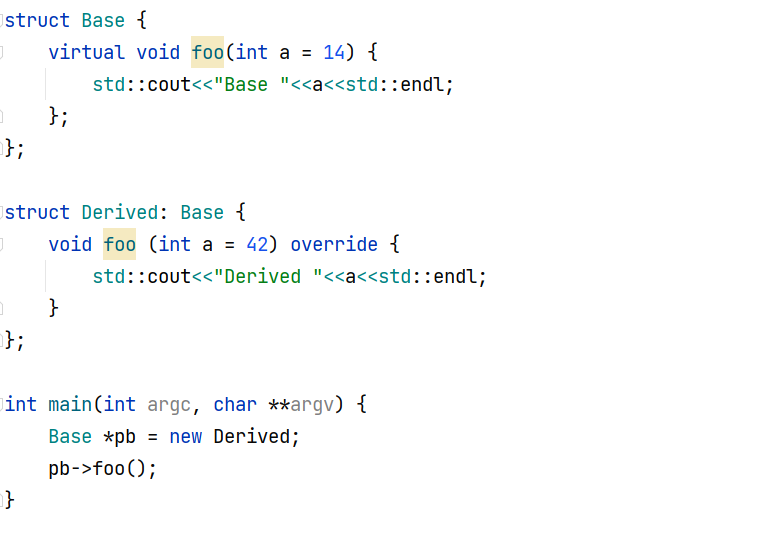 struct Base {
    virtual void foo(int a = 14) {
        std::cout<<"Base "<<a<<std::endl;
    };
};

struct Derived: Base {
    void foo (int a = 42) override {
        std::cout<<"Derived "<<a<<std::endl;
    }
};

int main(int argc, char **argv) {
    Base *pb = new Derived;
    pb->foo();
}